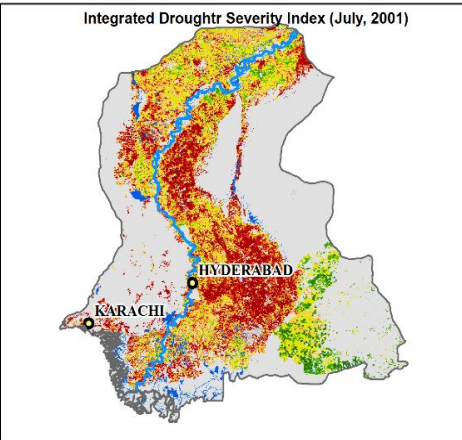 Integrated Droughtr Severity Index (July, 2001)
HYDERABAD
KARACHI